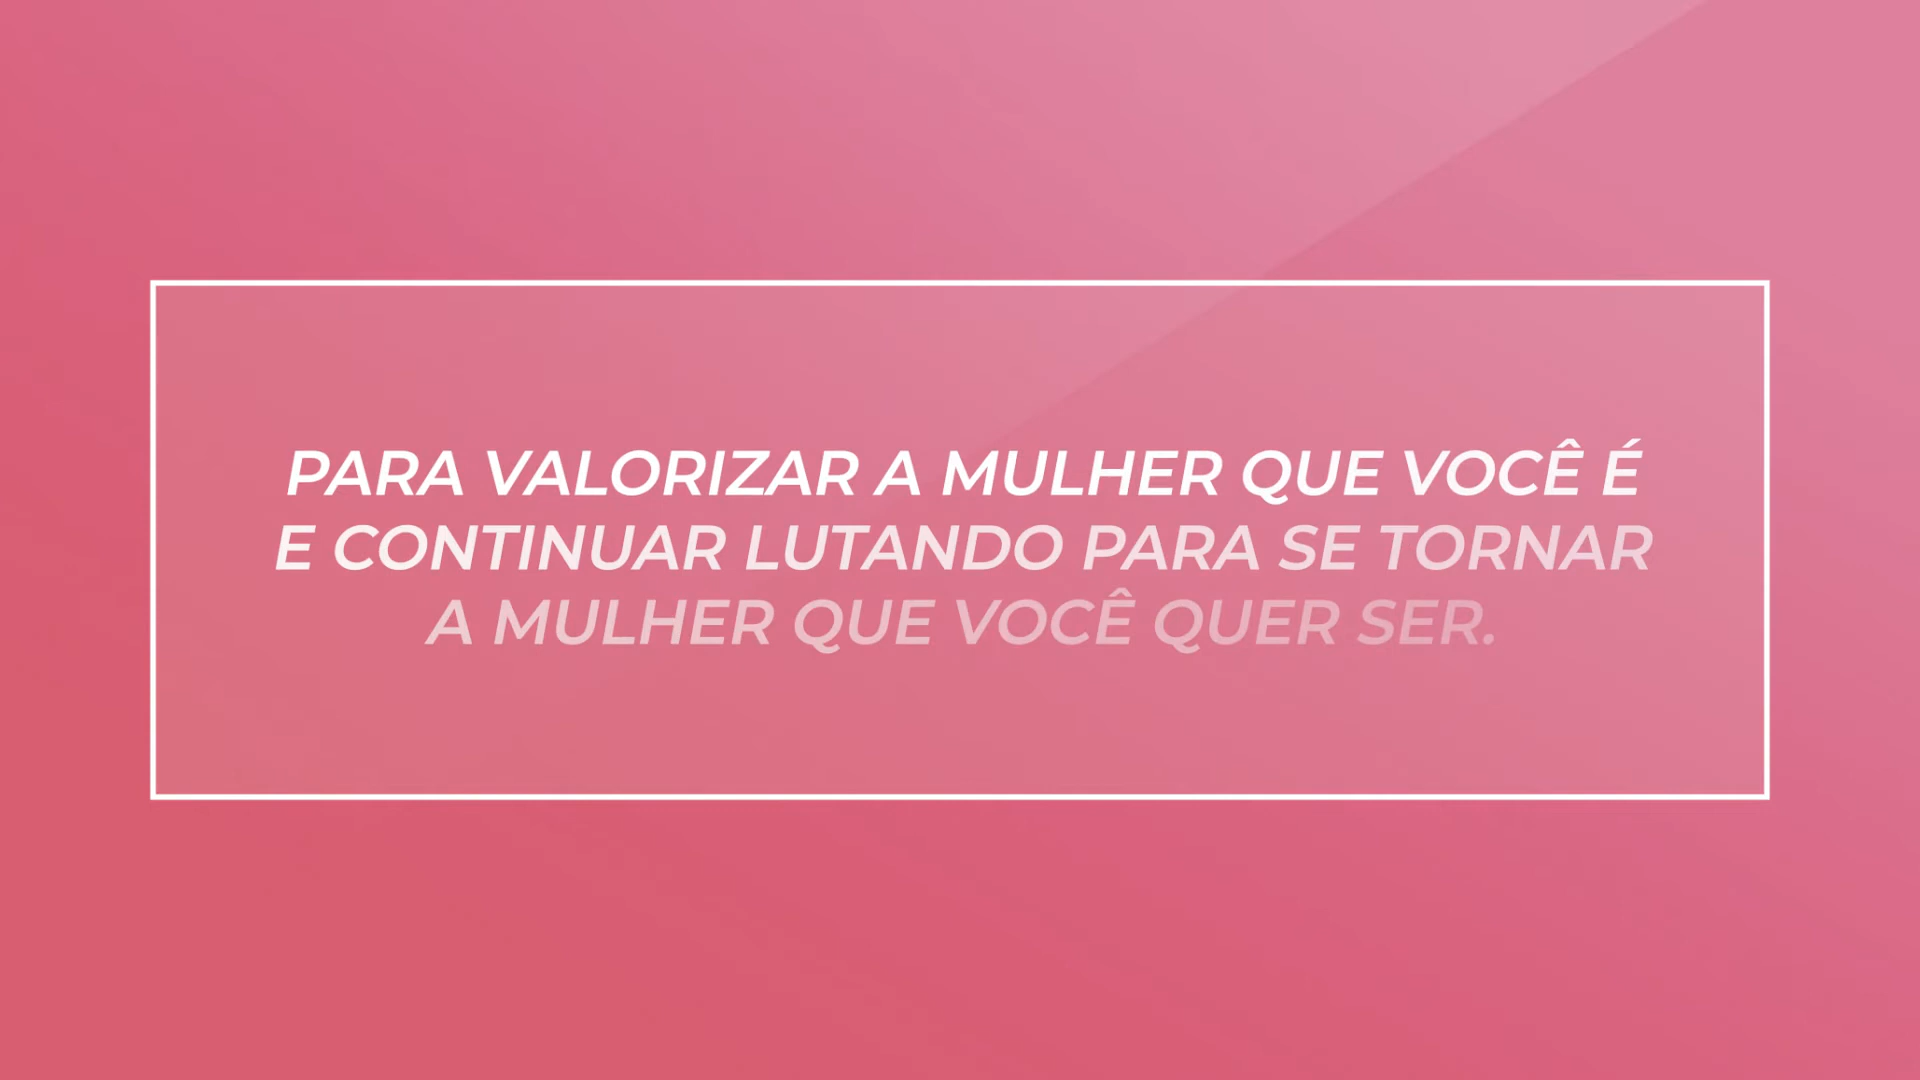 PARA VALORIZAR A MULHER QUE VOCÊ É
E CONTINUAR LUTANDO PARA SE TORNAR
A MULHER QUE VOCÊ QUER SER.